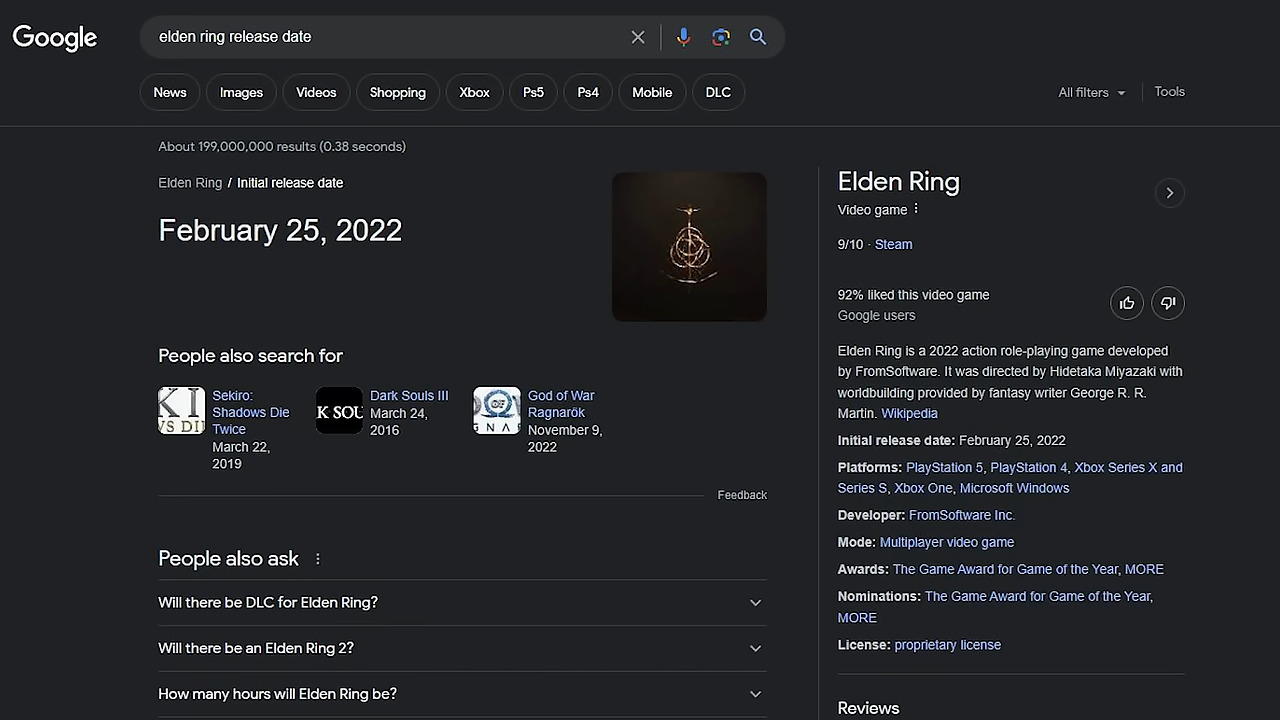 Google
elden ring release date
News
Images
Videos
Shopping
Xbox
Ps5
Ps4
Mobile
DLC
All filters
Tools
About 199,000,000 results (0.38 seconds)
Elden Ring / Initial release date
February 25, 2022
People also search for
KI
VS DI
Sekiro:
Shadows Die
Twice
March 22,
2019
K SOU
Dark Souls III
March 24,
2016
GNA
God of War
Ragnarök
November 9,
2022
Feedback
People also ask
Will there be DLC for Elden Ring?
Will there be an Elden Ring 2?
How many hours will Elden Ring be?
Elden Ring
Video game
9/10 · Steam
92% liked this video game
Google users
Elden Ring is a 2022 action role-playing game developed
by FromSoftware. It was directed by Hidetaka Miyazaki with
worldbuilding provided by fantasy writer George R. R.
Martin. Wikipedia
Initial release date: February 25, 2022
Platforms: PlayStation 5, PlayStation 4, Xbox Series X and
Series S, Xbox One, Microsoft Windows
Developer: FromSoftware Inc.
Mode: Multiplayer video game
Awards: The Game Award for Game of the Year, MORE
Nominations: The Game Award for Game of the Year,
MORE
License: proprietary license
Reviews